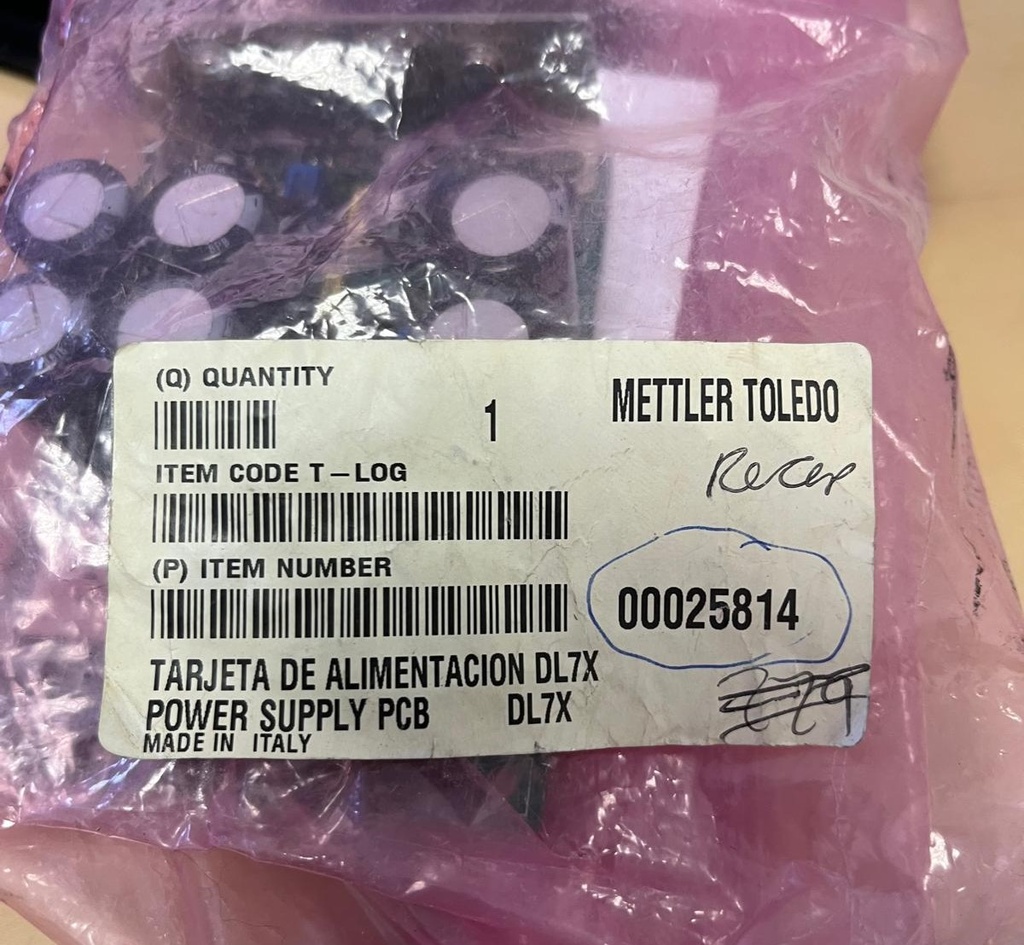 (Q) QUANTITY
1
METTLER TOLEDO
ITEM CODE T-LOG
(P) ITEM NUMBER
00025814
TARJETA DE ALIMENTACION DL7X
POWER SUPPLY PCB DL7X
MADE IN ITALY